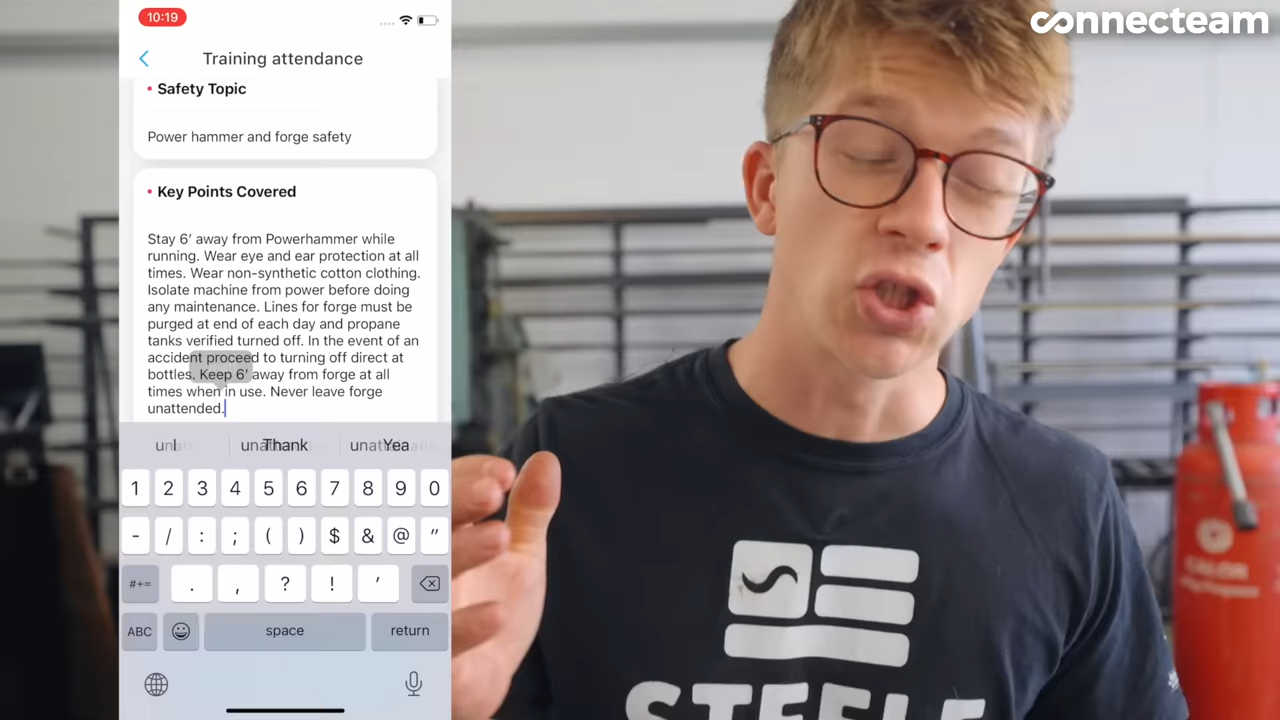 10:19
connecteam
Training attendance
• Safety Topic
Power hammer and forge safety
• Key Points Covered
Stay 6' away from Powerhammer while
running. Wear eye and ear protection at all
times. Wear non-synthetic cotton clothing.
Isolate machine from power before doing
any maintenance. Lines for forge must be
purged at end of each day and propane
tanks verified turned off. In the event of an
accident proceed to turning off direct at
bottles. Keep 6' away from forge at all
times when in use. Never leave forge
unattended.
Thank Yea
1 2 3 4 5 6 7 8 9 0
- / : ; ( ) $ & @ "
#+= . , ? ! '
ABC space return
STEELE
CALOR